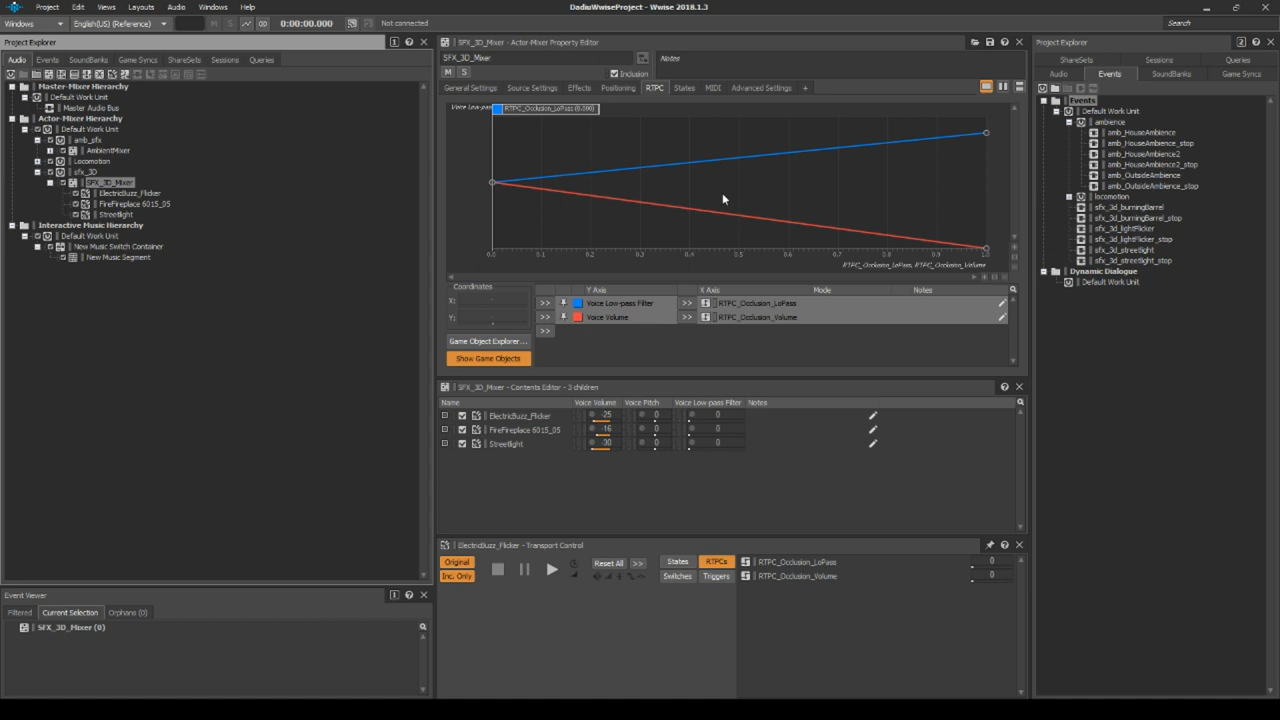 Project Edit Views Layouts Audio Windows Help
DadiuWwiseProject - Wwise 2018.1.3
Windows English(US) (Reference) M S 0:00:00.000 Not connected Search
Project Explorer 1
Audio Events SoundBanks Game Syncs ShareSets Sessions Queries
Master-Mixer Hierarchy
Default Work Unit
Master Audio Bus
Actor-Mixer Hierarchy
Default Work Unit
amb_sfx
AmbientMixer
Locomotion
sfx_3D
SFX_3D_Mixer
ElectricBuzz_Flicker
FireFireplace 6015_05
Streetlight
Interactive Music Hierarchy
Default Work Unit
New Music Switch Container
New Music Segment
Event Viewer 1
Filtered Current Selection Orphans (0)
SFX_3D_Mixer (0)
SFX_3D_Mixer - Actor-Mixer Property Editor
SFX_3D_Mixer Notes
M S Inclusion
General Settings Source Settings Effects Positioning RTPC States MIDI Advanced Settings +
Voice Low-pas RTPC_Occlusion_LoPass (0.000)
0.0 0.1 0.2 0.3 0.4 0.5 0.6 0.7 0.8 0.9 1.0
RTPC_Occlusion_LoPass, RTPC_Occlusion_Volume
Coordinates Y Axis X Axis Mode Notes
X: - >> Voice Low-pass Filter >> RTPC_Occlusion_LoPass
Y: - >> Voice Volume >> RTPC_Occlusion_Volume
>>
Game Object Explorer...
Show Game Objects
SFX_3D_Mixer - Contents Editor - 3 children
Name Voice Volume Voice Pitch Voice Low-pass Filter Notes
ElectricBuzz_Flicker -25 0 0
FireFireplace 6015_05 -16 0 0
Streetlight -30 0 0
ElectricBuzz_Flicker - Transport Control
Original Reset All >> States RTPCs RTPC_Occlusion_LoPass 0
Inc. Only Switches Triggers RTPC_Occlusion_Volume 0
Project Explorer 2
ShareSets Sessions Queries
Audio Events SoundBanks Game Syncs
Events
Default Work Unit
ambience
amb_HouseAmbience
amb_HouseAmbience_stop
amb_HouseAmbience2
amb_HouseAmbience2_stop
amb_OutsideAmbience
amb_OutsideAmbience_stop
locomotion
sfx_3d_burningBarrel
sfx_3d_burningBarrel_stop
sfx_3d_lightFlicker
sfx_3d_lightFlicker_stop
sfx_3d_streetlight
sfx_3d_streetlight_stop
Dynamic Dialogue
Default Work Unit